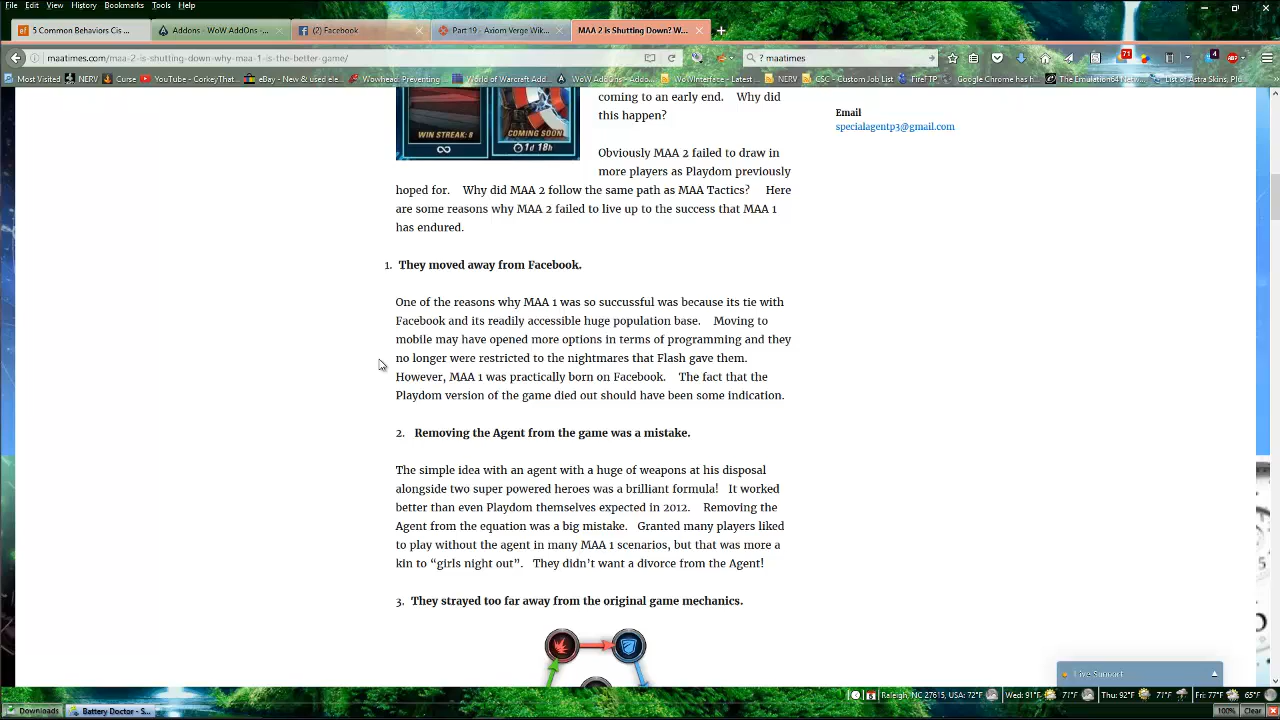 File Edit View History Bookmarks Tools Help
5 Common Behaviors Cis ...
Addons - WoW AddOns -...
(2) Facebook
Part 19 - Axiom Verge Wik...
MAA 2 is Shutting Down? W...
maatimes.com/maa-2-is-shutting-down-why-maa-1-is-the-better-game/
? maatimes
71
4
ABP
Most Visited
NERV
Curse
YouTube - CorkeyThat...
eBay - New & used ele...
Wowhead: Preventing ...
World of Warcraft Add...
WoW AddOns - Addons...
WoWInterface - Latest ...
NERV
CSC - Custom Job List
FireFTP
Google Chrome has ...
The Emulation64 Netw...
List of Astra Skins, Pld...
WIN STREAK: 8
COMING SOON
1d 18h
coming to an early end. Why did
this happen?
Email
specialagentp3@gmail.com
Obviously MAA 2 failed to draw in
more players as Playdom previously
hoped for. Why did MAA 2 follow the same path as MAA Tactics? Here
are some reasons why MAA 2 failed to live up to the success that MAA 1
has endured.
1. They moved away from Facebook.
One of the reasons why MAA 1 was so succussful was because its tie with
Facebook and its readily accessible huge population base. Moving to
mobile may have opened more options in terms of programming and they
no longer were restricted to the nightmares that Flash gave them.
However, MAA 1 was practically born on Facebook. The fact that the
Playdom version of the game died out should have been some indication.
2. Removing the Agent from the game was a mistake.
The simple idea with an agent with a huge of weapons at his disposal
alongside two super powered heroes was a brilliant formula! It worked
better than even Playdom themselves expected in 2012. Removing the
Agent from the equation was a big mistake. Granted many players liked
to play without the agent in many MAA 1 scenarios, but that was more a
kin to “girls night out”. They didn’t want a divorce from the Agent!
3. They strayed too far away from the original game mechanics.
Live Support
Raleigh, NC 27615, USA: 72°F
Wed: 91°F
71°F
Thu: 92°F
71°F
Fri: 77°F
65°F
Downloads
Battery Doctor - S...
100%
Clear